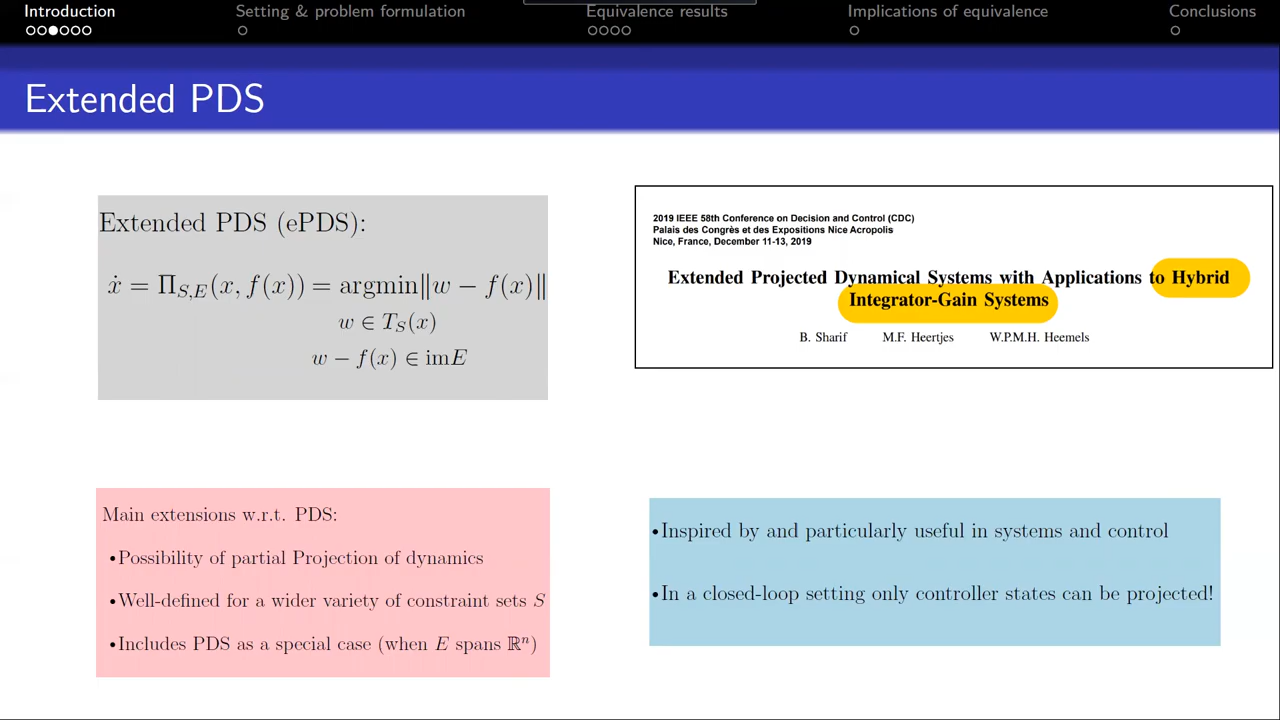 Introduction
Setting & problem formulation
Equivalence results
Implications of equivalence
Conclusions
Extended PDS
Extended PDS (ePDS):
ẋ = Π_{S,E}(x, f(x)) = argmin‖w − f(x)‖
w ∈ T_S(x)
w − f(x) ∈ imE
2019 IEEE 58th Conference on Decision and Control (CDC)
Palais des Congrès et des Expositions Nice Acropolis
Nice, France, December 11-13, 2019
Extended Projected Dynamical Systems with Applications to Hybrid
Integrator-Gain Systems
B. Sharif M.F. Heertjes W.P.M.H. Heemels
Main extensions w.r.t. PDS:
•Possibility of partial Projection of dynamics
•Well-defined for a wider variety of constraint sets S
•Includes PDS as a special case (when E spans ℝⁿ)
•Inspired by and particularly useful in systems and control
•In a closed-loop setting only controller states can be projected!